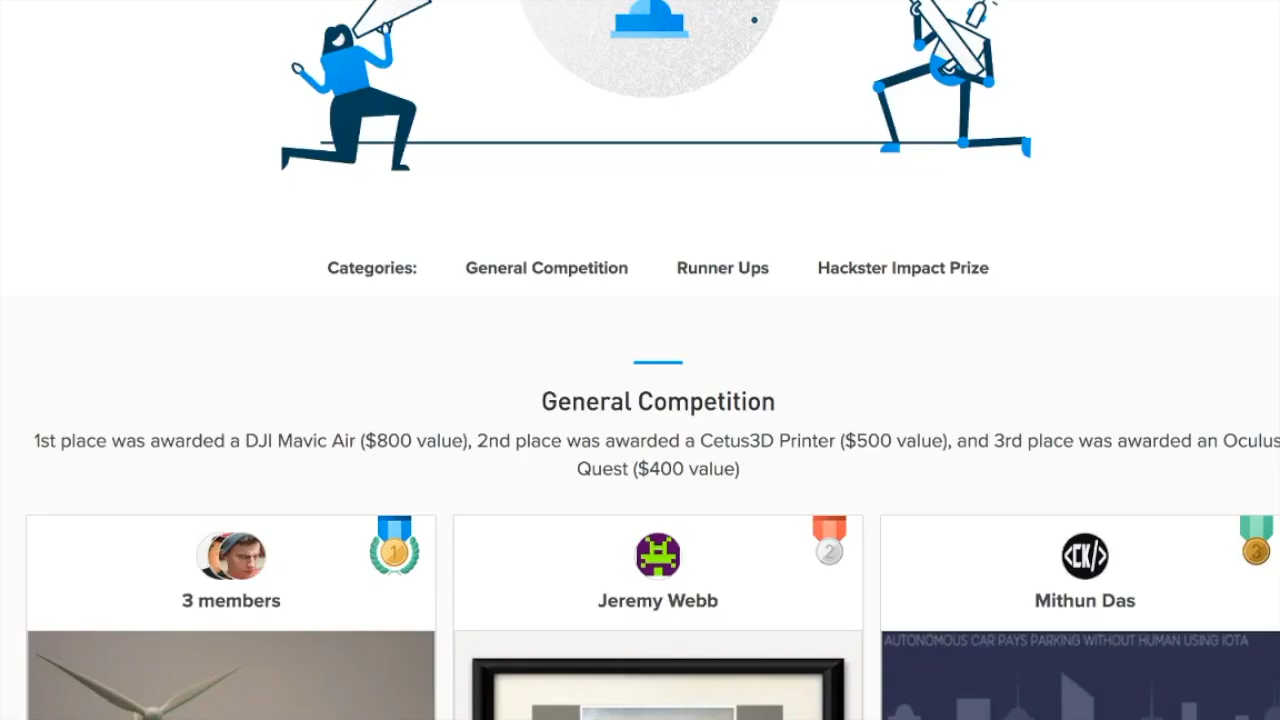 Categories: General Competition Runner Ups Hackster Impact Prize
General Competition
1st place was awarded a DJI Mavic Air ($800 value), 2nd place was awarded a Cetus3D Printer ($500 value), and 3rd place was awarded an Oculus
Quest ($400 value)
1
2
<CK/>
3
3 members
Jeremy Webb
Mithun Das
AUTONOMOUS CAR PAYS PARKING WITHOUT HUMAN USING IOTA